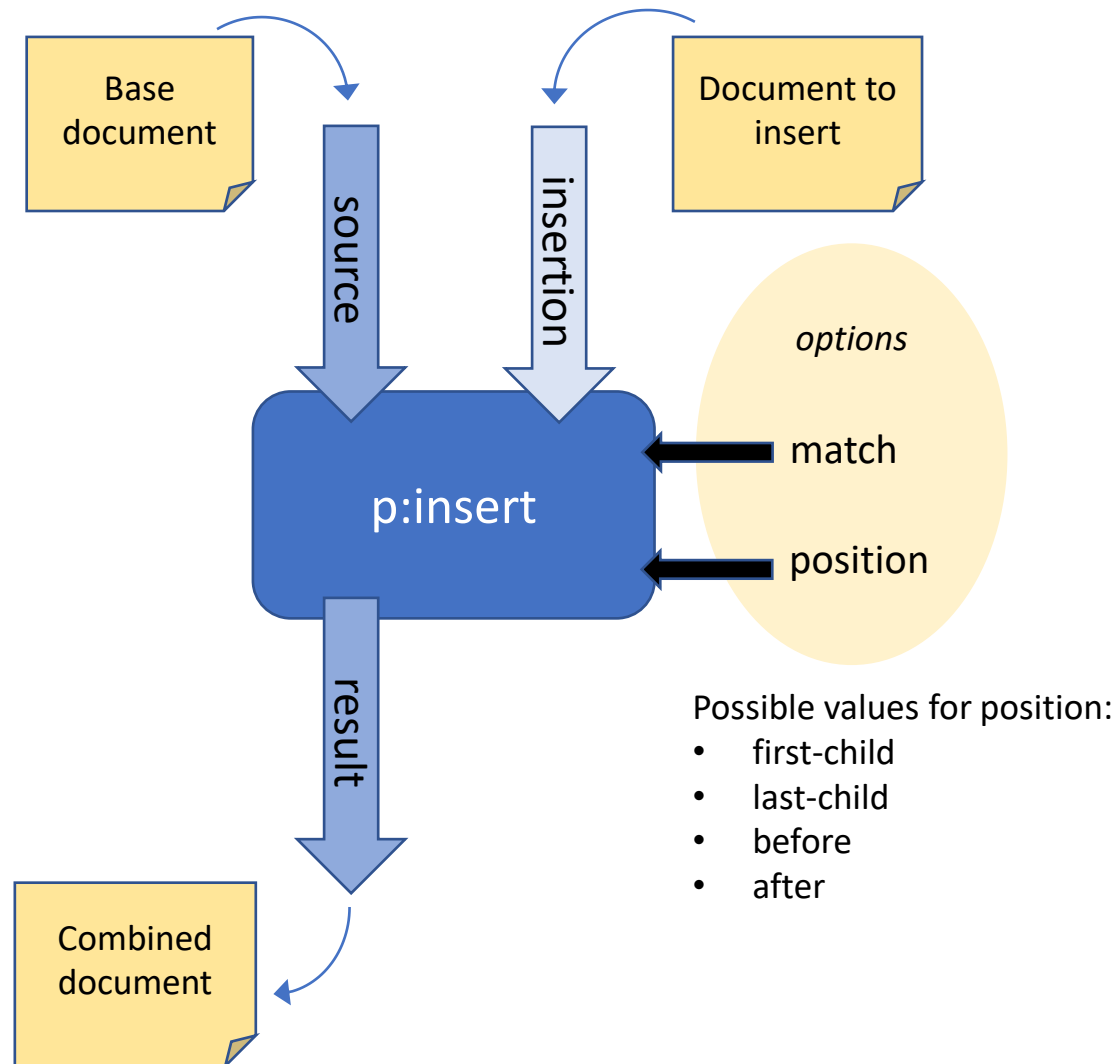 Base
document
Document to
insert
source
insertion
options
match
p:insert
position
result
Possible values for position:
• first-child
• last-child
• before
• after
Combined
document